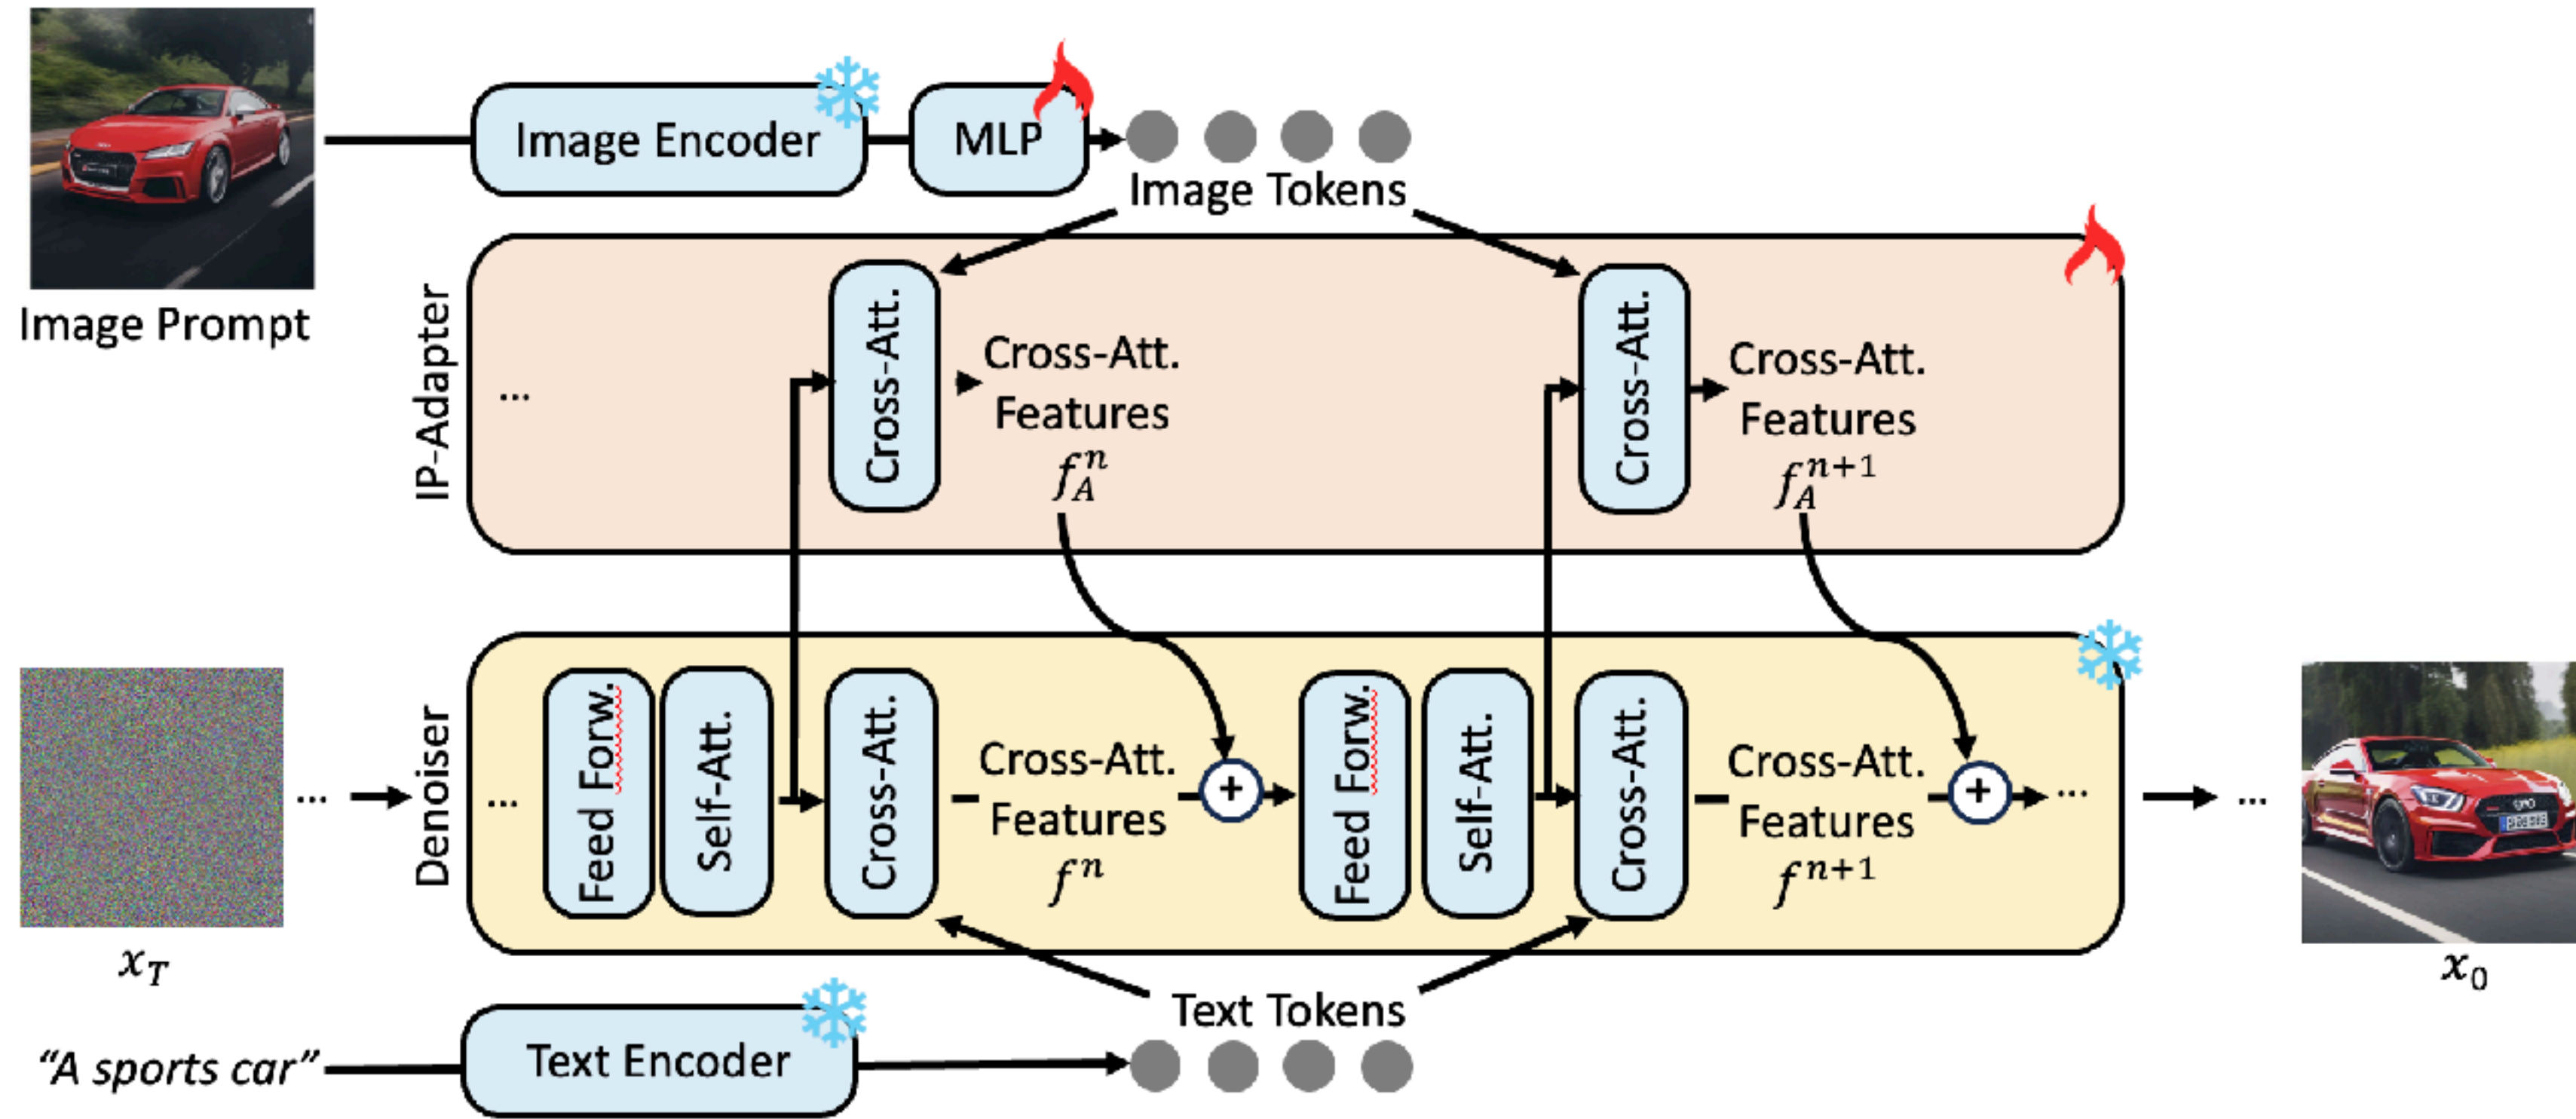 Image Encoder
MLP
Image Tokens
Image Prompt
IP-Adapter
...
Cross-Att.
Cross-Att.
Features
f_A^n
Cross-Att.
Cross-Att.
Features
f_A^{n+1}
x_T
...
Denoiser
...
Feed Forw.
Self-Att.
Cross-Att.
Cross-Att.
Features
f^n
+
Feed Forw.
Self-Att.
Cross-Att.
Cross-Att.
Features
f^{n+1}
+
...
...
x_0
Text Tokens
"A sports car"
Text Encoder